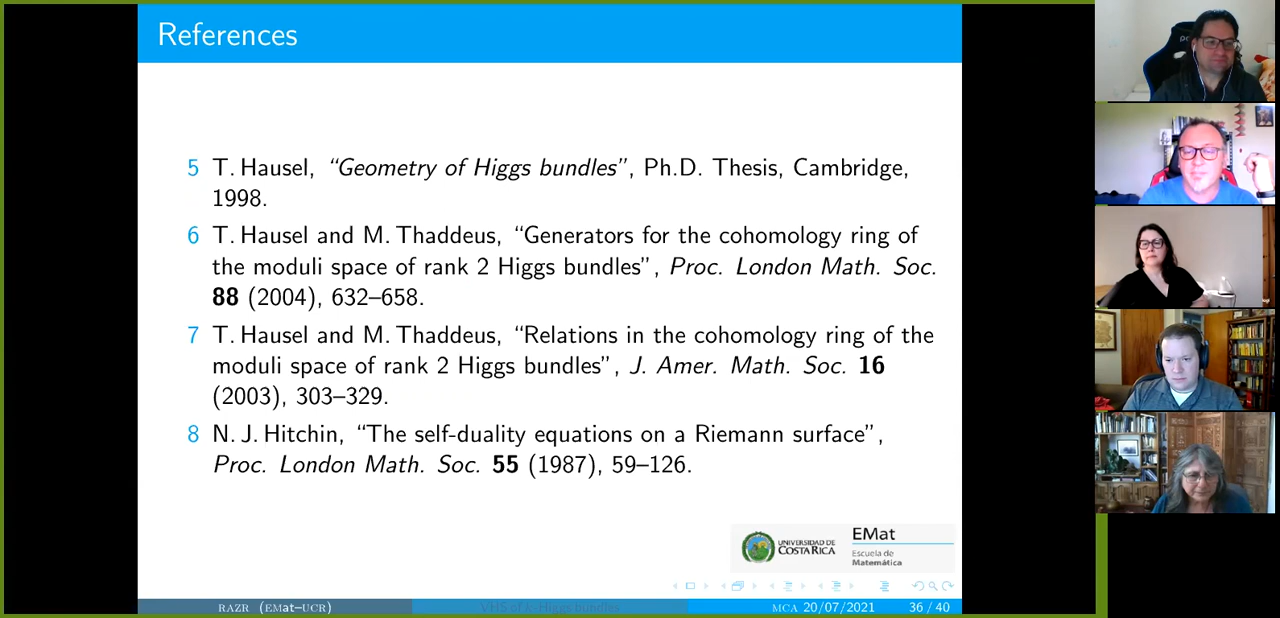 References
5 T. Hausel, “Geometry of Higgs bundles”, Ph.D. Thesis, Cambridge,
1998.
6 T. Hausel and M. Thaddeus, “Generators for the cohomology ring of
the moduli space of rank 2 Higgs bundles”, Proc. London Math. Soc.
88 (2004), 632–658.
7 T. Hausel and M. Thaddeus, “Relations in the cohomology ring of the
moduli space of rank 2 Higgs bundles”, J. Amer. Math. Soc. 16
(2003), 303–329.
8 N. J. Hitchin, “The self-duality equations on a Riemann surface”,
Proc. London Math. Soc. 55 (1987), 59–126.
UNIVERSIDAD DE
COSTA RICA
EMat
Escuela de
Matemática
RAZR (EMat–UCR)
MCA 20/07/2021
36 / 40